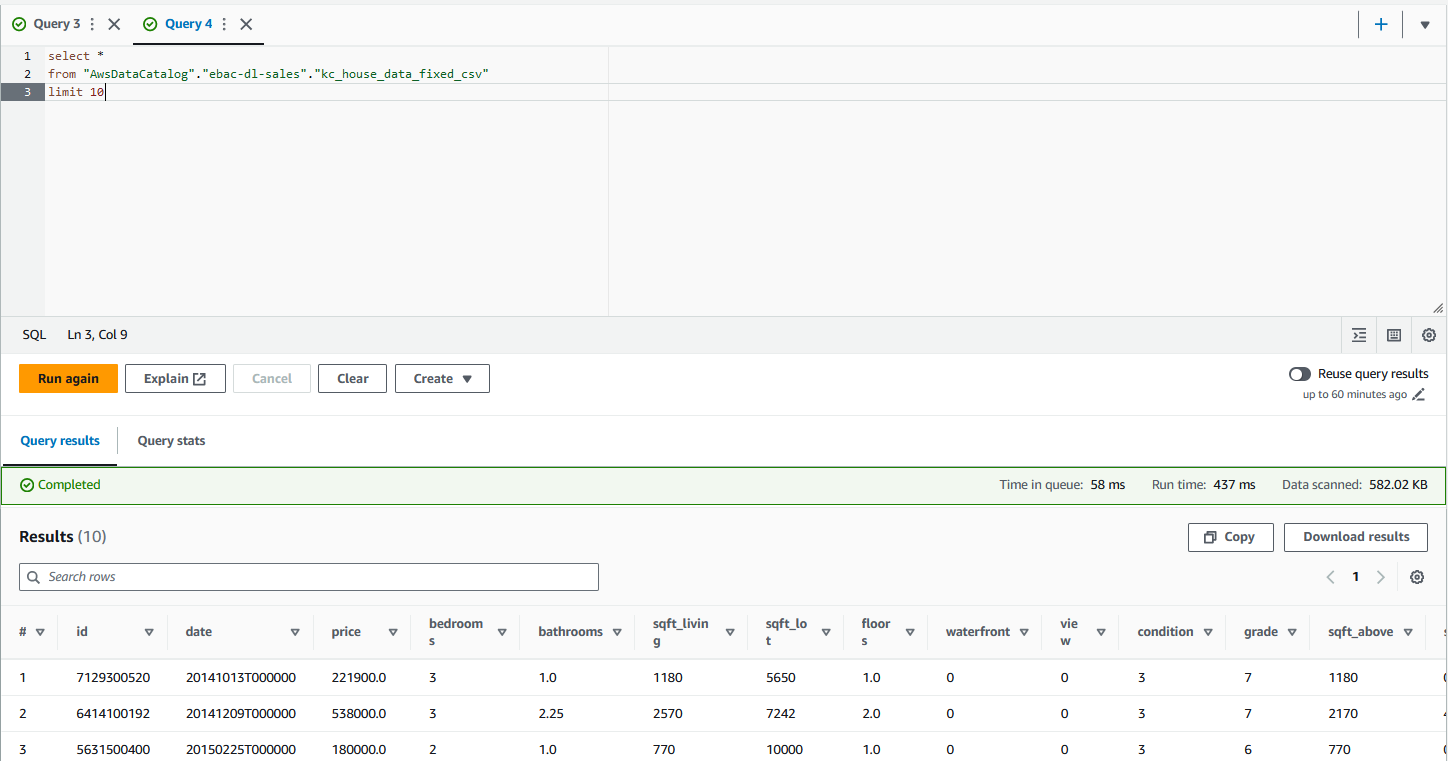 Query 3
Query 4
1 select *
2 from "AwsDataCatalog"."ebac-dl-sales"."kc_house_data_fixed_csv"
3 limit 10
SQL Ln 3, Col 9
Run again Explain Cancel Clear Create
Reuse query results
up to 60 minutes ago
Query results Query stats
Completed Time in queue: 58 ms Run time: 437 ms Data scanned: 582.02 KB
Results (10) Copy Download results
Search rows 1
# id date price bedroom
s bathrooms sqft_livin
g sqft_lo
t floor
s waterfront vie
w condition grade sqft_above
1 7129300520 20141013T000000 221900.0 3 1.0 1180 5650 1.0 0 0 3 7 1180
2 6414100192 20141209T000000 538000.0 3 2.25 2570 7242 2.0 0 0 3 7 2170
3 5631500400 20150225T000000 180000.0 2 1.0 770 10000 1.0 0 0 3 6 770